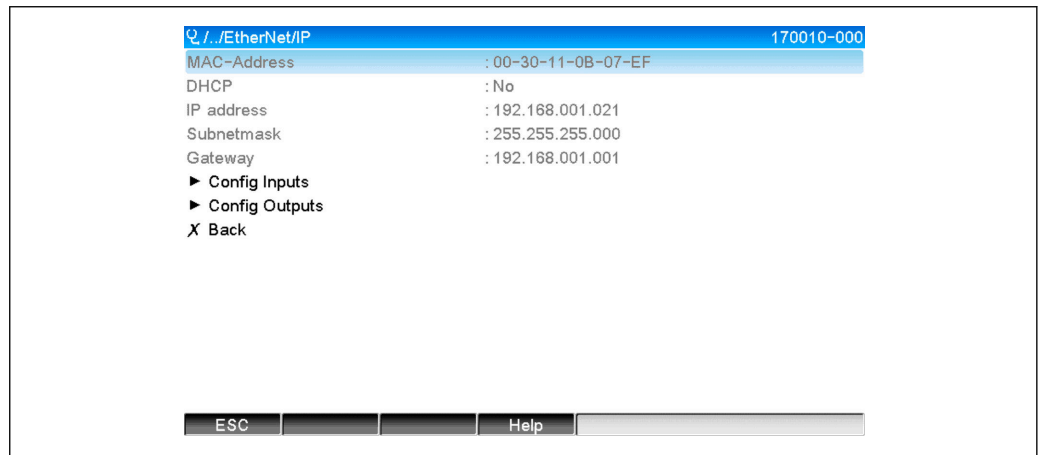 /../EtherNet/IP 170010-000
MAC-Address : 00-30-11-0B-07-EF
DHCP : No
IP address : 192.168.001.021
Subnetmask : 255.255.255.000
Gateway : 192.168.001.001
► Config Inputs
► Config Outputs
X Back
ESC Help